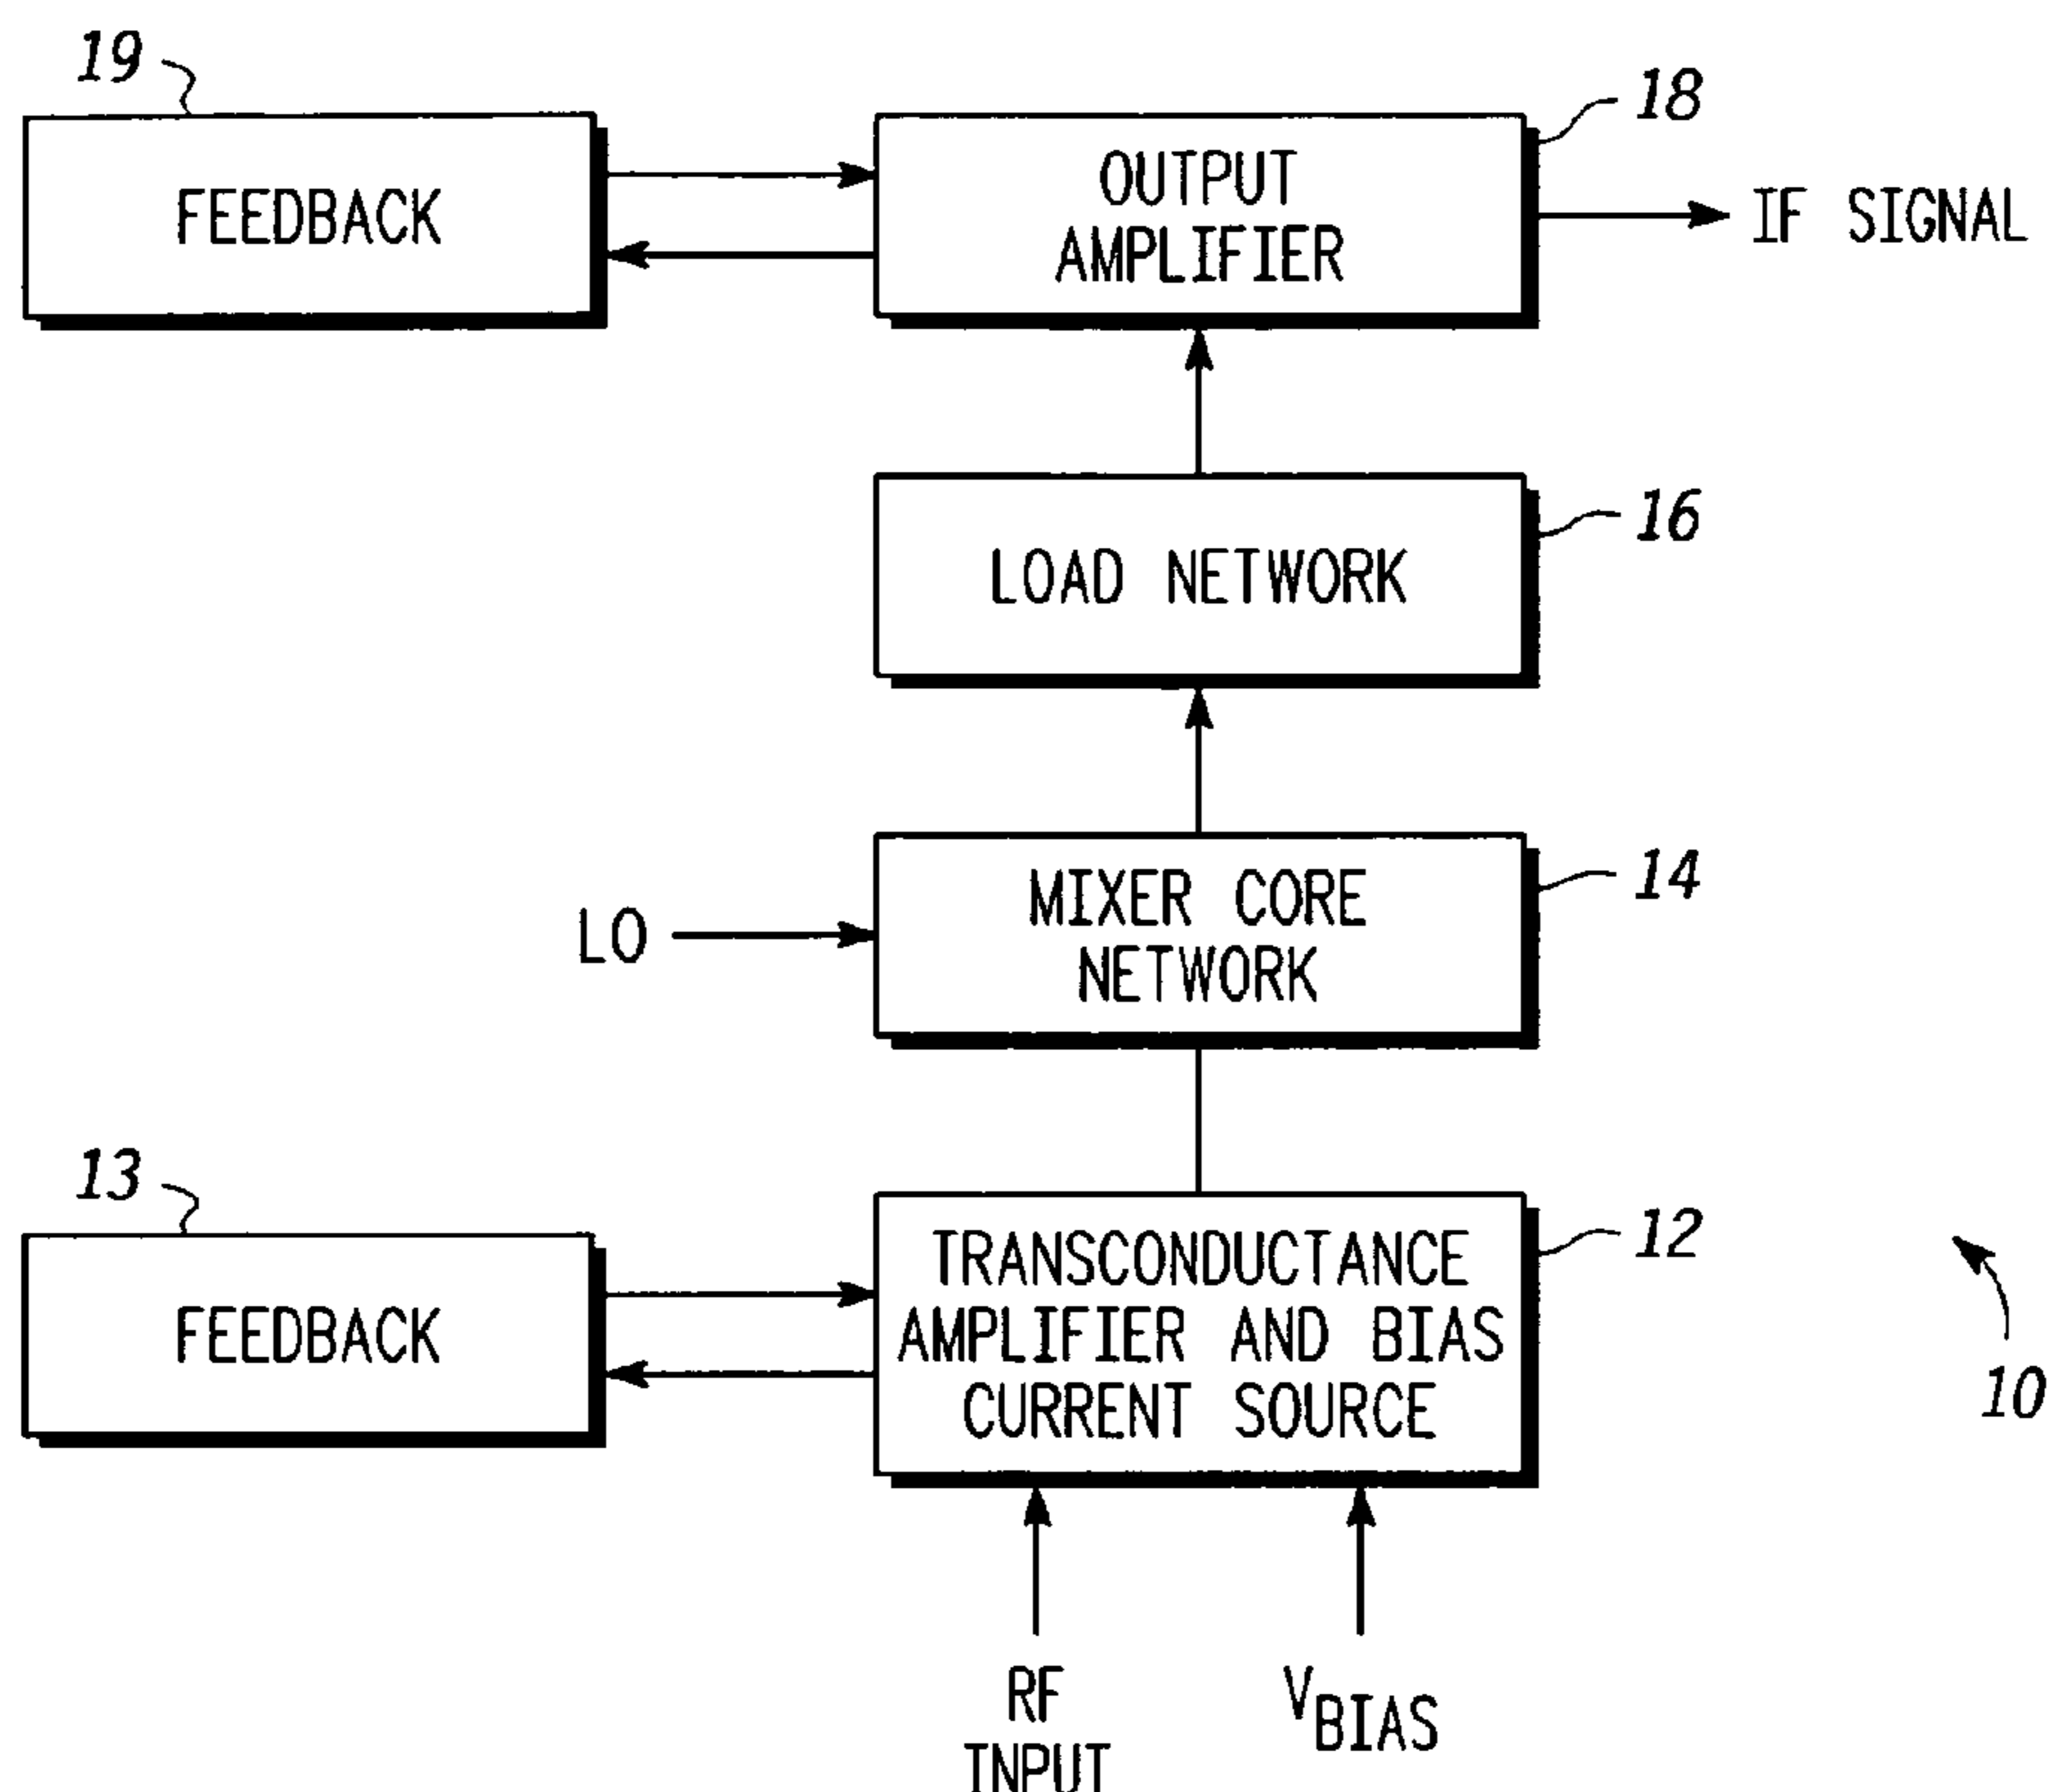 19
18
FEEDBACK
OUTPUT
AMPLIFIER
IF SIGNAL
16
LOAD NETWORK
14
LO
MIXER CORE
NETWORK
13
12
FEEDBACK
TRANSCONDUCTANCE
AMPLIFIER AND BIAS
CURRENT SOURCE
10
RF
INPUT
VBIAS